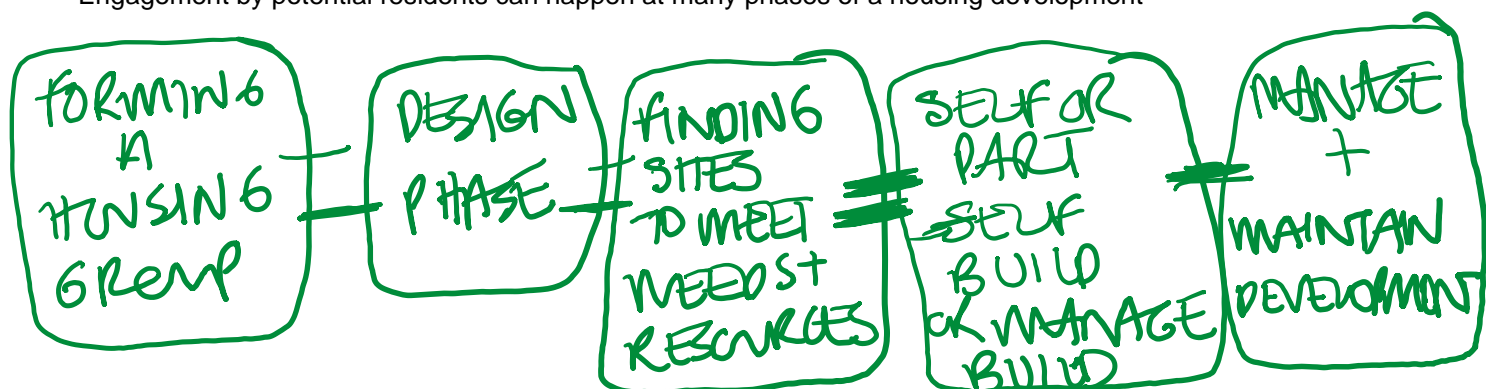 Engagement by potential residents can happen at many phases of a housing development
FORMING
A
HOUSING
GROUP
DESIGN
PHASE
FINDING
SITES
TO MEET
NEEDS+
RESOURCES
SELF OR
PART
SELF
BUILD
OR MANAGE
BUILD
MANAGE
+
MAINTAIN
DEVELOPMENT